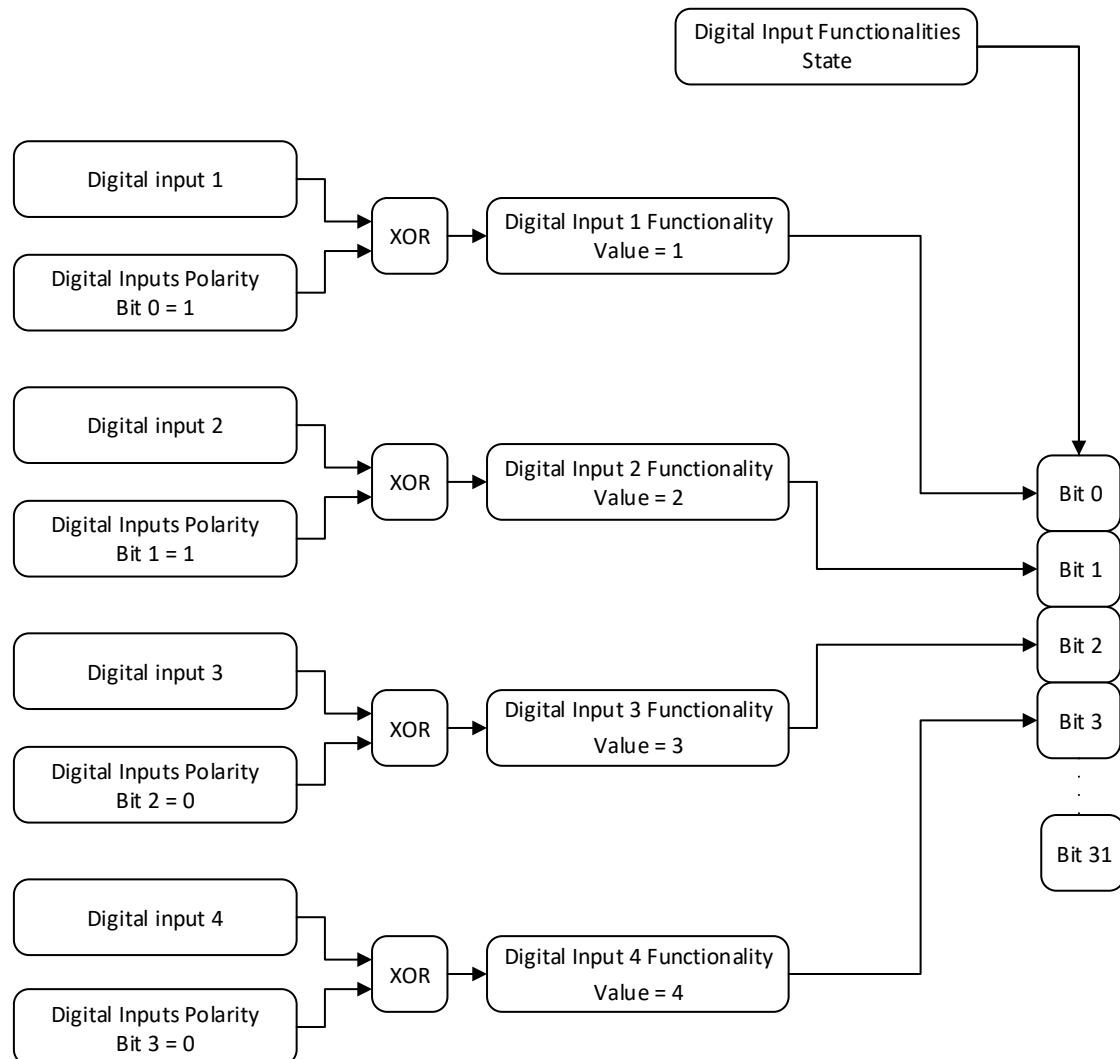 Digital Input Functionalities
State
Digital input 1
Digital Inputs Polarity
Bit 0 = 1
XOR
Digital Input 1 Functionality
Value = 1
Digital input 2
Digital Inputs Polarity
Bit 1 = 1
XOR
Digital Input 2 Functionality
Value = 2
Digital input 3
Digital Inputs Polarity
Bit 2 = 0
XOR
Digital Input 3 Functionality
Value = 3
Digital input 4
Digital Inputs Polarity
Bit 3 = 0
XOR
Digital Input 4 Functionality
Value = 4
Bit 0
Bit 1
Bit 2
Bit 3
Bit 31